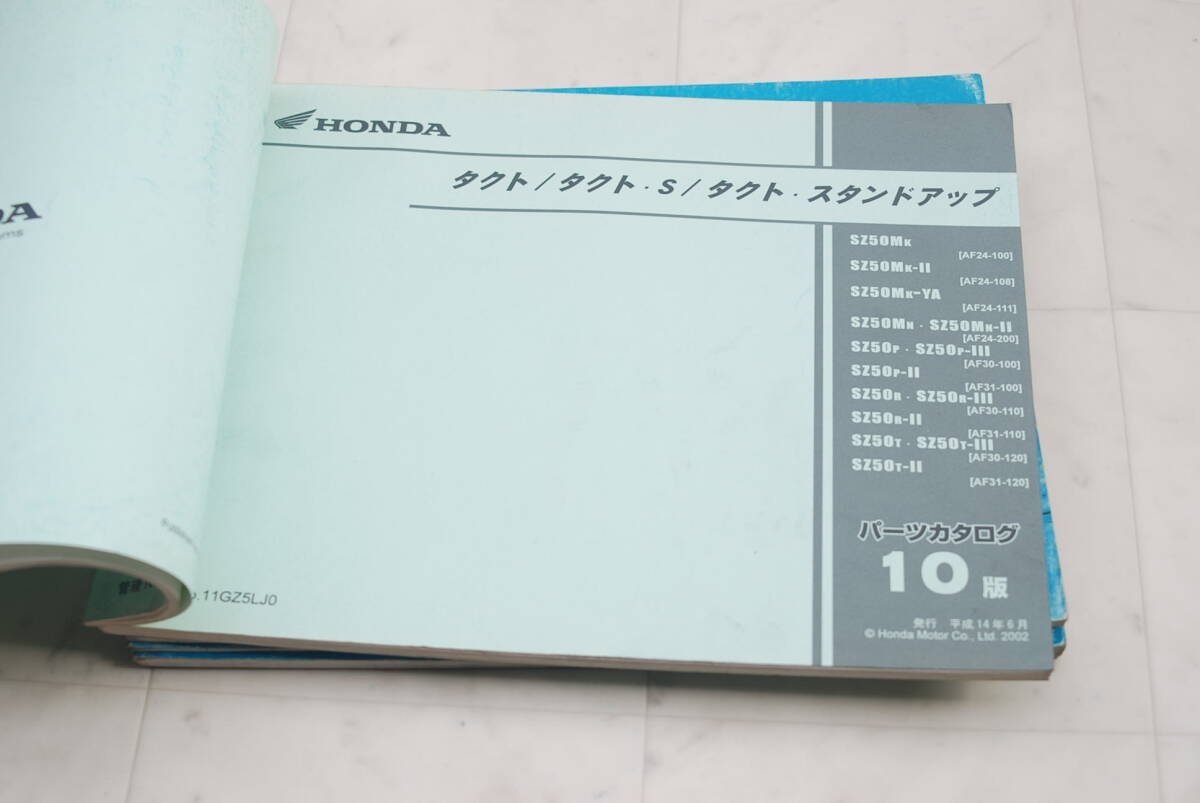 HONDA
タクト/タクト・S/タクト・スタンドアップ
SZ50MK
[AF24-100]
SZ50MK-II
[AF24-108]
SZ50MK-YA
[AF24-111]
SZ50MN・SZ50MN-II
[AF24-200]
SZ50P・SZ50P-III
[AF30-100]
SZ50P-II
[AF31-100]
SZ50R・SZ50R-III
[AF30-110]
SZ50R-II
[AF31-110]
SZ50T・SZ50T-III
[AF30-120]
SZ50T-II
[AF31-120]
パーツカタログ
10版
発行 平成14年6月
© Honda Motor Co., Ltd. 2002
.11GZ5LJ0